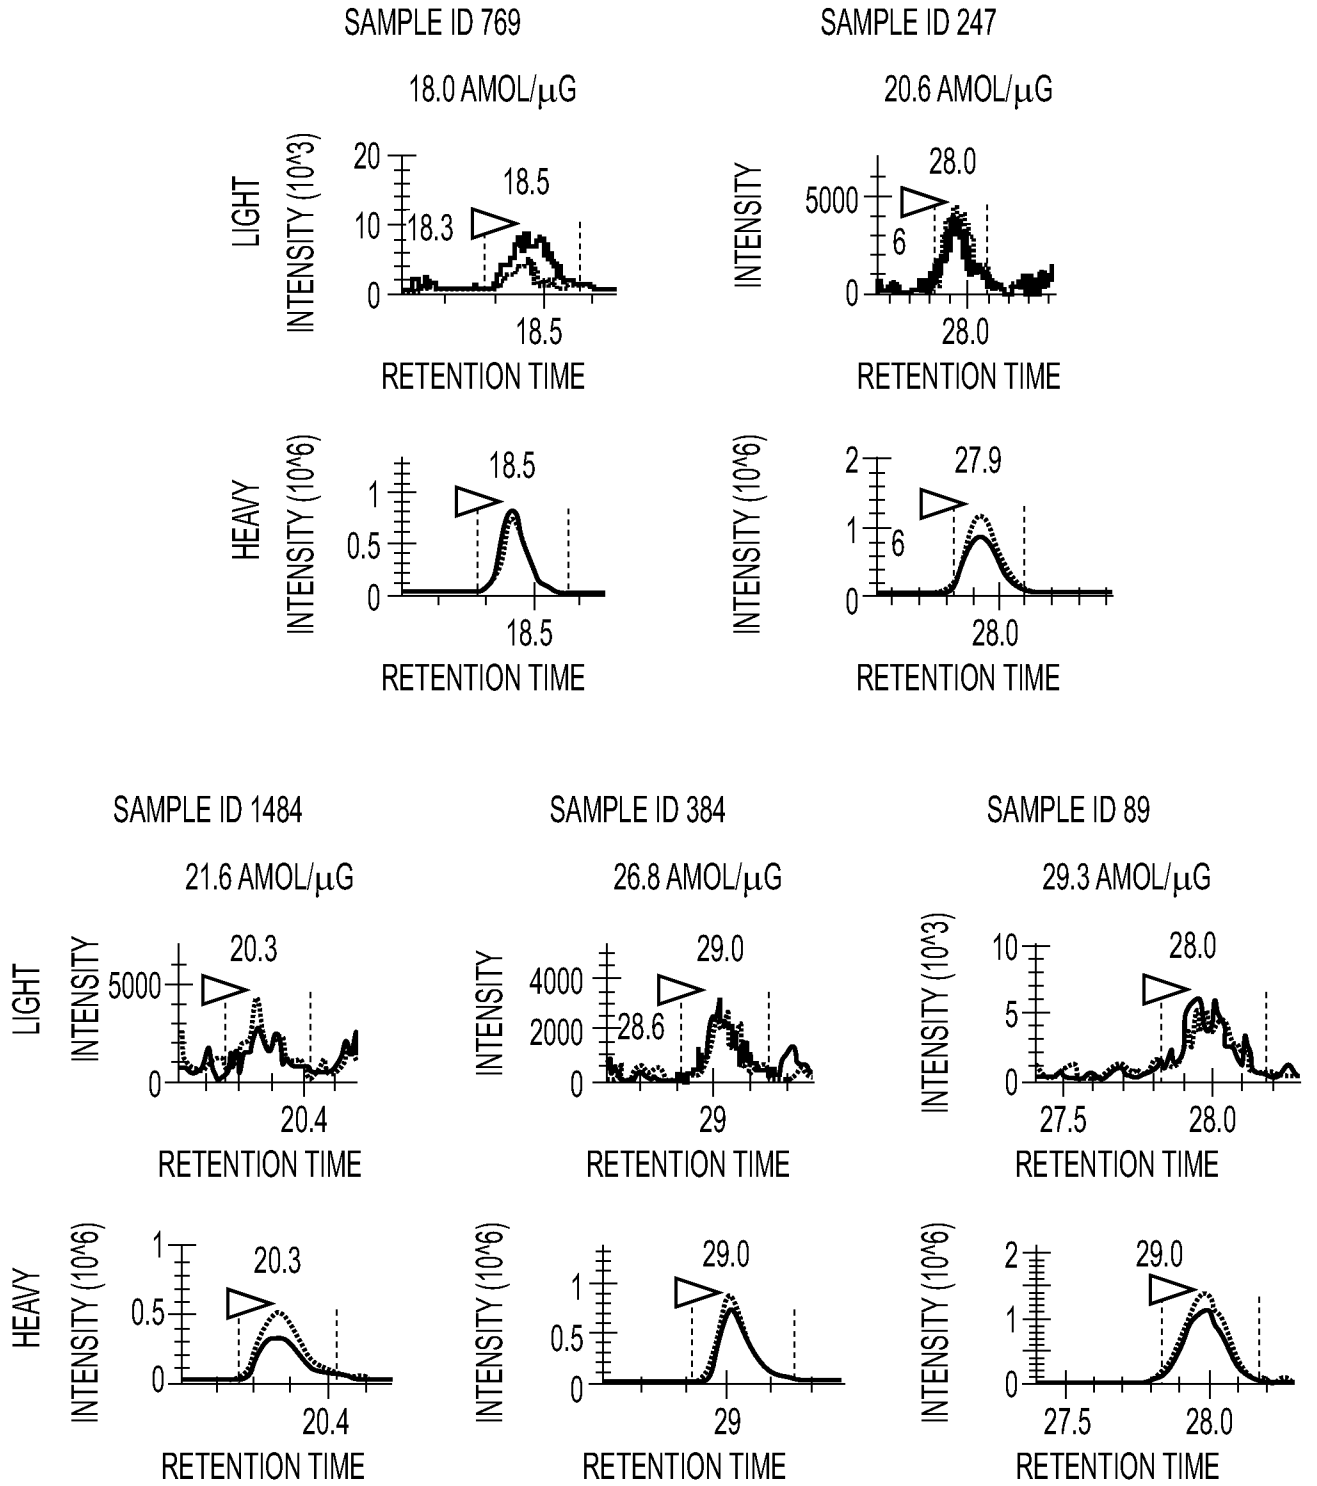 SAMPLE ID 769
SAMPLE ID 247
18.0 AMOL/µG
20.6 AMOL/µG
LIGHT
INTENSITY (10^3)
20
10
0
18.3
18.5
18.5
RETENTION TIME
INTENSITY
5000
0
6
28.0
28.0
RETENTION TIME
HEAVY
INTENSITY (10^6)
1
0.5
0
18.5
18.5
RETENTION TIME
INTENSITY (10^6)
2
1
0
6
27.9
28.0
RETENTION TIME
SAMPLE ID 1484
SAMPLE ID 384
SAMPLE ID 89
21.6 AMOL/µG
26.8 AMOL/µG
29.3 AMOL/µG
LIGHT
INTENSITY
5000
0
20.3
20.4
RETENTION TIME
INTENSITY
4000
2000
0
28.6
29.0
29
RETENTION TIME
INTENSITY (10^3)
10
5
0
28.0
27.5
28.0
RETENTION TIME
HEAVY
INTENSITY (10^6)
1
0.5
0
20.3
20.4
RETENTION TIME
INTENSITY (10^6)
1
0.5
0
29.0
29
RETENTION TIME
INTENSITY (10^6)
2
1
0
29.0
27.5
28.0
RETENTION TIME